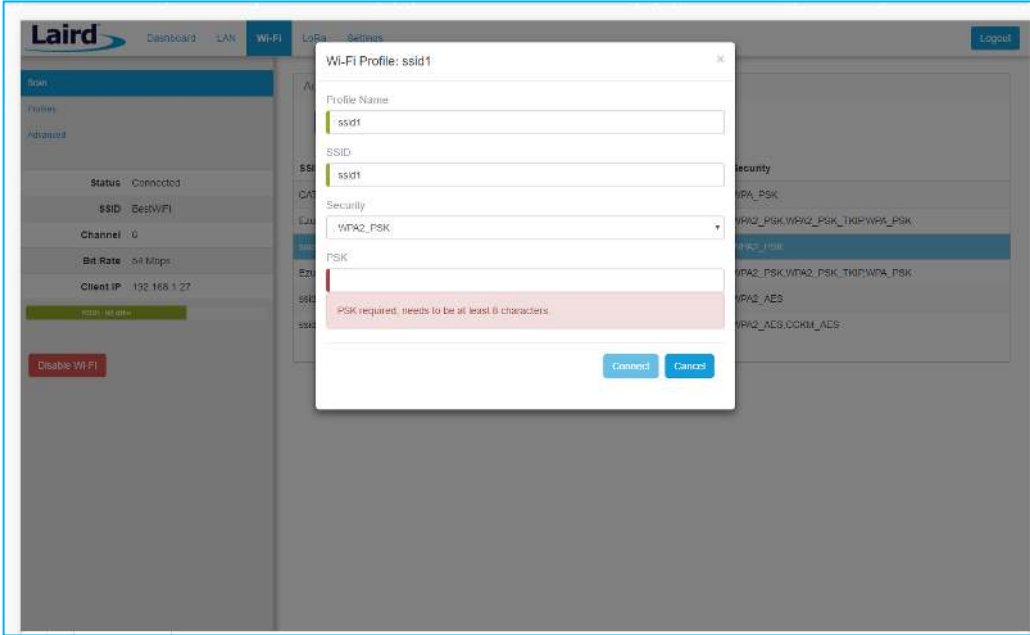 Laird
Dashboard LAN Wi-Fi LoRa Settings Logout
Scan
Profiles
Advanced
Status Connected
SSID BestWiFi
Channel 6
Bit Rate 54 Mbps
Client IP 192.168.1.27
Disable Wi-Fi
Wi-Fi Profile: ssid1 ×
Profile Name
ssid1
SSID
ssid1
Security
WPA2_PSK
PSK
PSK required, needs to be at least 8 characters
Connect Cancel
Security
WPA_PSK
WPA2_PSK,WPA2_PSK_TKIP,WPA_PSK
WPA2_PSK
WPA2_PSK,WPA2_PSK_TKIP,WPA_PSK
WPA2_AES
WPA2_AES,CCKM_AES